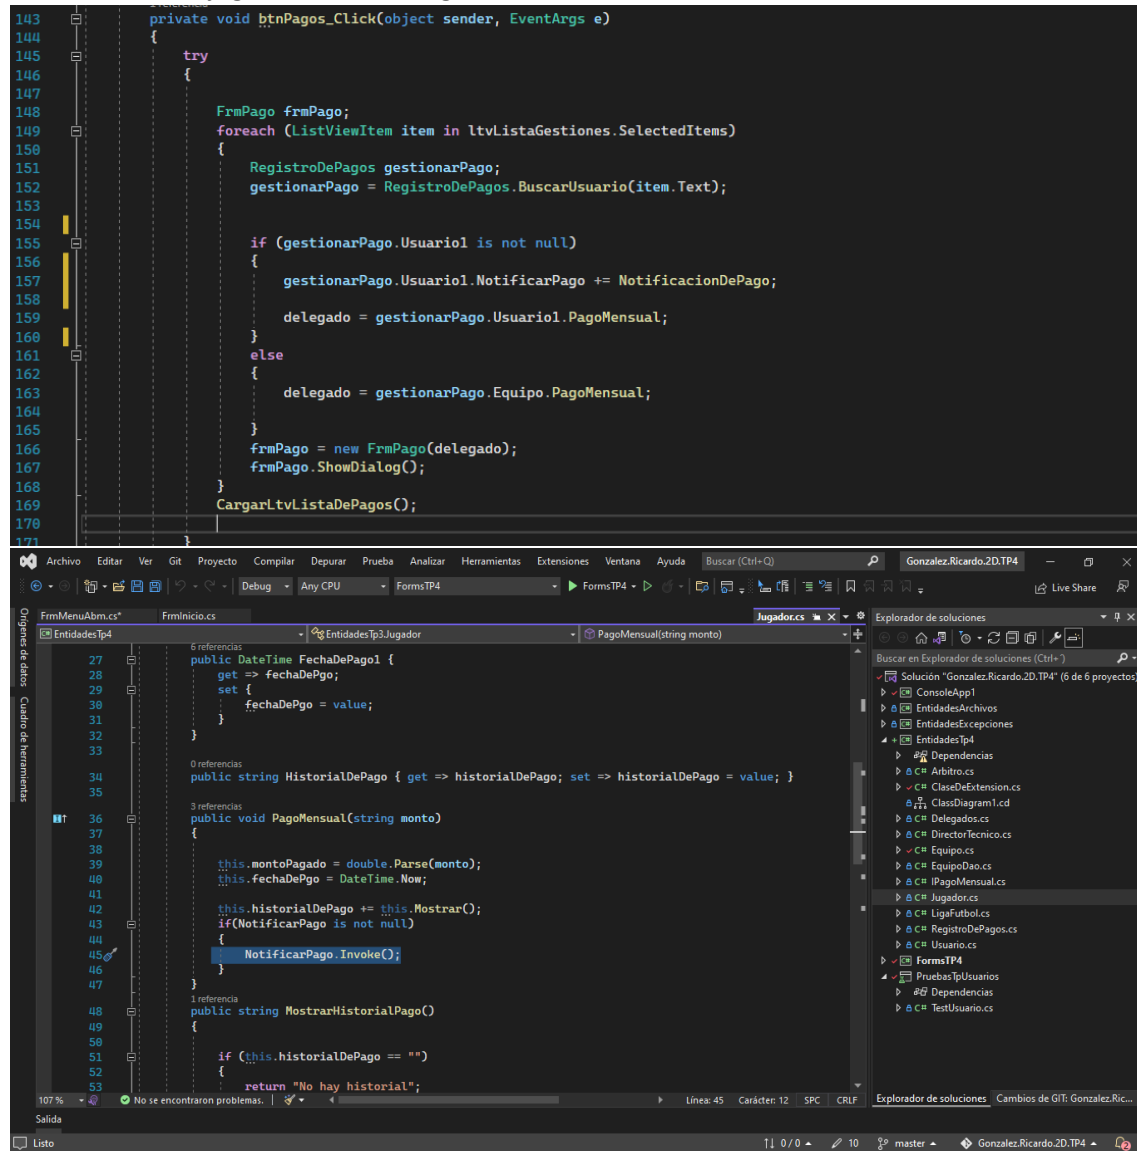 143 private void btnPagos_Click(object sender, EventArgs e)
144 {
145 try
146 {
147
148 FrmPago frmPago;
149 foreach (ListViewItem item in ltvListaGestiones.SelectedItems)
150 {
151 RegistroDePagos gestionarPago;
152 gestionarPago = RegistroDePagos.BuscarUsuario(item.Text);
153
154
155 if (gestionarPago.Usuario1 is not null)
156 {
157 gestionarPago.Usuario1.NotificarPago += NotificacionDePago;
158
159 delegado = gestionarPago.Usuario1.PagoMensual;
160 }
161 else
162 {
163 delegado = gestionarPago.Equipo.PagoMensual;
164
165 }
166 frmPago = new FrmPago(delegado);
167 frmPago.ShowDialog();
168 }
169 CargarLtvListaDePagos();
170
171 }
Archivo Editar Ver Git Proyecto Compilar Depurar Prueba Analizar Herramientas Extensiones Ventana Ayuda Buscar (Ctrl+Q) Gonzalez.Ricardo.2D.TP4
Debug Any CPU FormsTP4 FormsTP4 Live Share
Orígenes de datos
Cuadro de herramientas
FrmMenuAbm.cs* FrmInicio.cs Jugador.cs
EntidadesTp4 EntidadesTp3.Jugador PagoMensual(string monto)
6 referencias
27 public DateTime FechaDePago1 {
28 get => fechaDePgo;
29 set {
30 fechaDePgo = value;
31 }
32 }
33
0 referencias
34 public string HistorialDePago { get => historialDePago; set => historialDePago = value; }
35
3 referencias
36 public void PagoMensual(string monto)
37 {
38
39 this.montoPagado = double.Parse(monto);
40 this.fechaDePgo = DateTime.Now;
41
42 this.historialDePago += this.Mostrar();
43 if(NotificarPago is not null)
44 {
45 NotificarPago.Invoke();
46 }
47 }
1 referencia
48 public string MostrarHistorialPago()
49 {
50
51 if (this.historialDePago == "")
52 {
53 return "No hay historial";
107 % No se encontraron problemas. Línea: 45 Carácter: 12 SPC CRLF
Explorador de soluciones
Buscar en Explorador de soluciones (Ctrl+´)
Solución "Gonzalez.Ricardo.2D.TP4" (6 de 6 proyectos)
C# ConsoleApp1
C# EntidadesArchivos
C# EntidadesExcepciones
C# EntidadesTp4
Dependencias
C# Arbitro.cs
C# ClaseDeExtension.cs
ClassDiagram1.cd
C# Delegados.cs
C# DirectorTecnico.cs
C# Equipo.cs
C# EquipoDao.cs
C# IPagoMensual.cs
C# Jugador.cs
C# LigaFutbol.cs
C# RegistroDePagos.cs
C# Usuario.cs
C# FormsTP4
PruebasTpUsuarios
Dependencias
C# TestUsuario.cs
Explorador de soluciones Cambios de GIT: Gonzalez.Ric...
Salida
Listo 0 / 0 10 master Gonzalez.Ricardo.2D.TP4 2